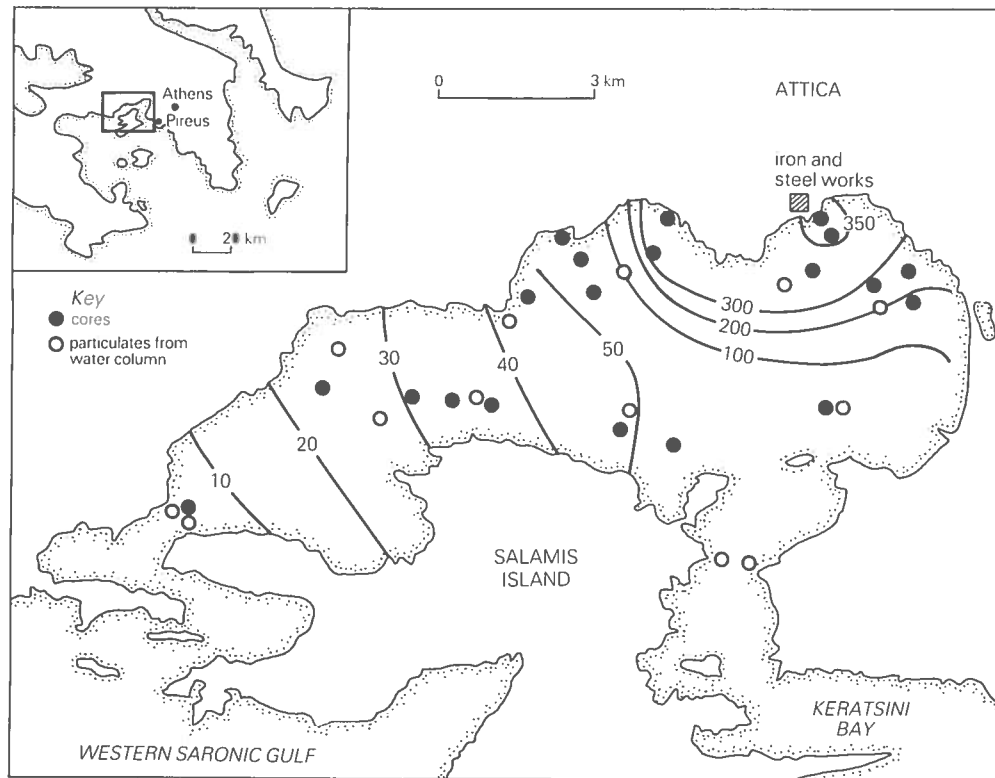 Athens
Pireus
2 km
0 3 km
ATTICA
iron and
steel works
350
Key
cores
particulates from
water column
300
200
100
50
40
30
20
10
SALAMIS
ISLAND
WESTERN SARONIC GULF
KERATSINI
BAY